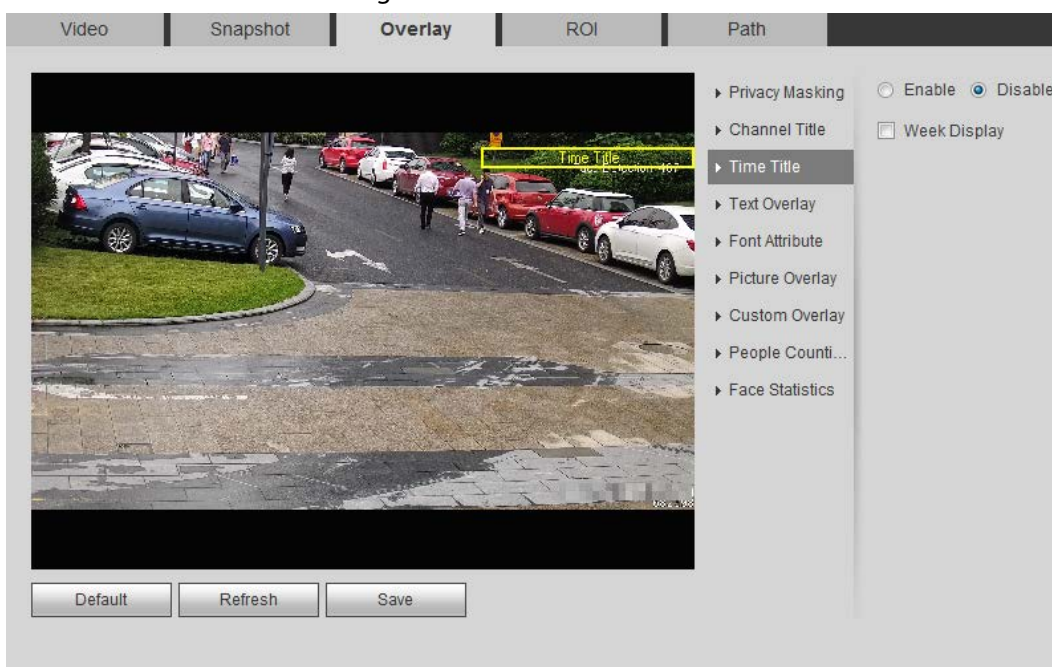 Video Snapshot Overlay ROI Path
Privacy Masking
Channel Title
Time Title
Text Overlay
Font Attribute
Picture Overlay
Custom Overlay
People Counti...
Face Statistics
Enable Disable
Week Display
Time Title
Default Refresh Save